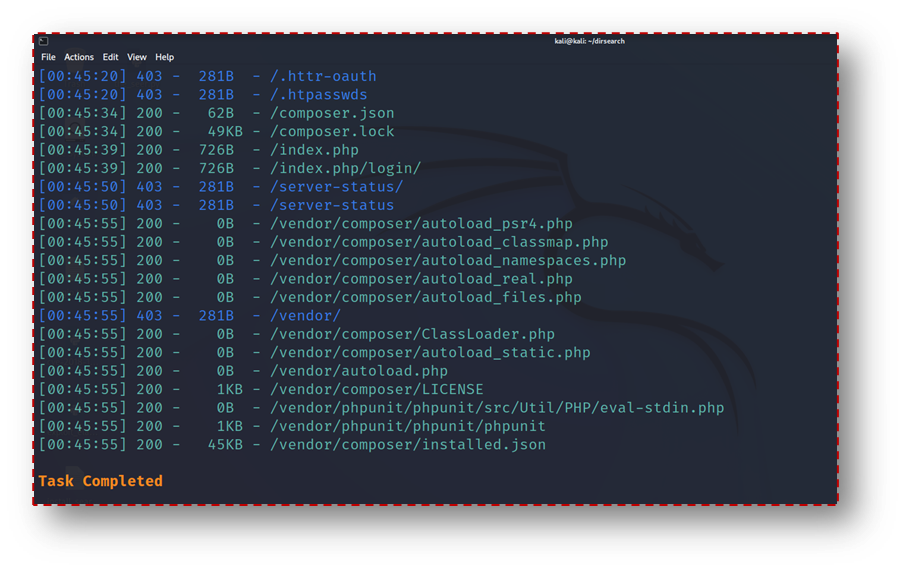 kali@kali: ~/dirsearch
File Actions Edit View Help
[00:45:20] 403 - 281B - /.httr-oauth
[00:45:20] 403 - 281B - /.htpasswds
[00:45:34] 200 - 62B - /composer.json
[00:45:34] 200 - 49KB - /composer.lock
[00:45:39] 200 - 726B - /index.php
[00:45:39] 200 - 726B - /index.php/login/
[00:45:50] 403 - 281B - /server-status/
[00:45:50] 403 - 281B - /server-status
[00:45:55] 200 - 0B - /vendor/composer/autoload_psr4.php
[00:45:55] 200 - 0B - /vendor/composer/autoload_classmap.php
[00:45:55] 200 - 0B - /vendor/composer/autoload_namespaces.php
[00:45:55] 200 - 0B - /vendor/composer/autoload_real.php
[00:45:55] 200 - 0B - /vendor/composer/autoload_files.php
[00:45:55] 403 - 281B - /vendor/
[00:45:55] 200 - 0B - /vendor/composer/ClassLoader.php
[00:45:55] 200 - 0B - /vendor/composer/autoload_static.php
[00:45:55] 200 - 0B - /vendor/autoload.php
[00:45:55] 200 - 1KB - /vendor/composer/LICENSE
[00:45:55] 200 - 0B - /vendor/phpunit/phpunit/src/Util/PHP/eval-stdin.php
[00:45:55] 200 - 1KB - /vendor/phpunit/phpunit/phpunit
[00:45:55] 200 - 45KB - /vendor/composer/installed.json
Task Completed